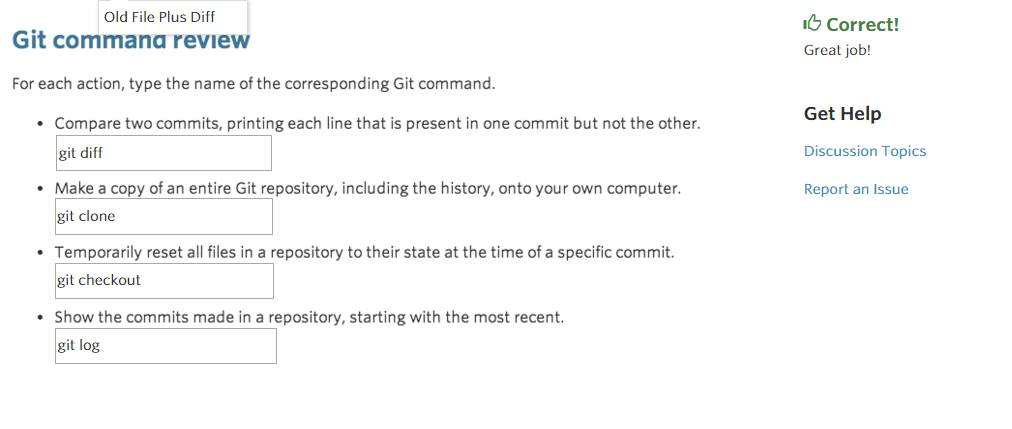 Old File Plus Diff
Git command review
For each action, type the name of the corresponding Git command.
• Compare two commits, printing each line that is present in one commit but not the other.
git diff
• Make a copy of an entire Git repository, including the history, onto your own computer.
git clone
• Temporarily reset all files in a repository to their state at the time of a specific commit.
git checkout
• Show the commits made in a repository, starting with the most recent.
git log
Correct!
Great job!
Get Help
Discussion Topics
Report an Issue